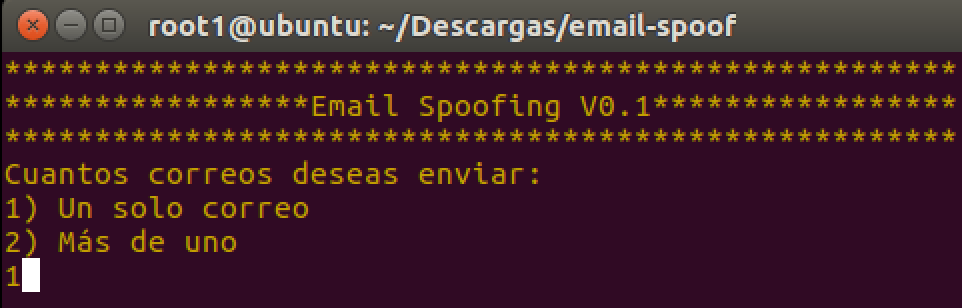 root1@ubuntu: ~/Descargas/email-spoof
*****************************************************
*****************Email Spoofing V0.1*****************
*****************************************************
Cuantos correos deseas enviar:
1) Un solo correo
2) Más de uno
1